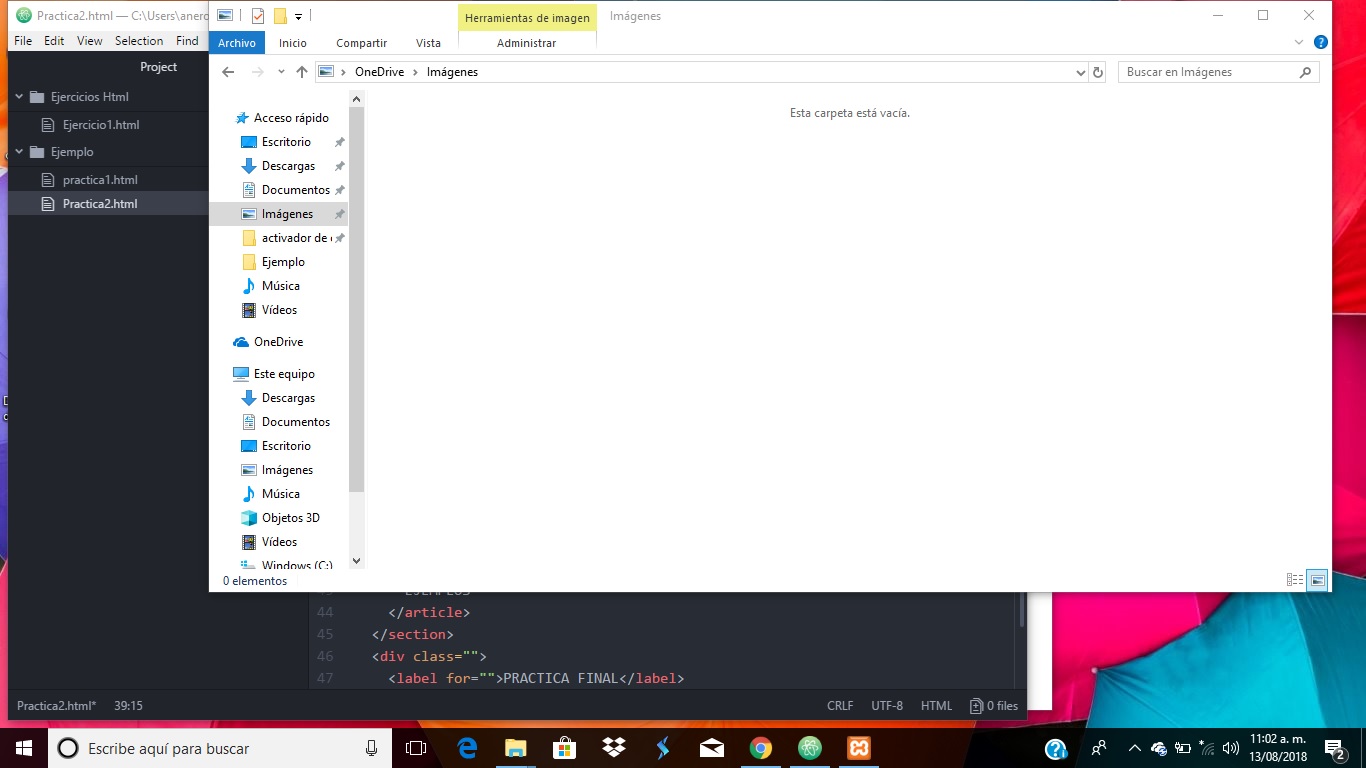 Practica2.html — C:\Users\anero
File Edit View Selection Find
Project
Ejercicios Html
Ejercicio1.html
Ejemplo
practica1.html
Practica2.html
Herramientas de imagen
Imágenes
Archivo
Inicio
Compartir
Vista
Administrar
OneDrive
Imágenes
Buscar en Imágenes
Esta carpeta está vacía.
Acceso rápido
Escritorio
Descargas
Documentos
Imágenes
activador de
Ejemplo
Música
Vídeos
OneDrive
Este equipo
Descargas
Documentos
Escritorio
Imágenes
Música
Objetos 3D
Vídeos
Windows (C:)
0 elementos
44 </article>
45 </section>
46 <div class="">
47 <label for="">PRACTICA FINAL</label>
Practica2.html* 39:15
CRLF UTF-8 HTML 0 files
Escribe aquí para buscar
11:02 a. m.
13/08/2018
2